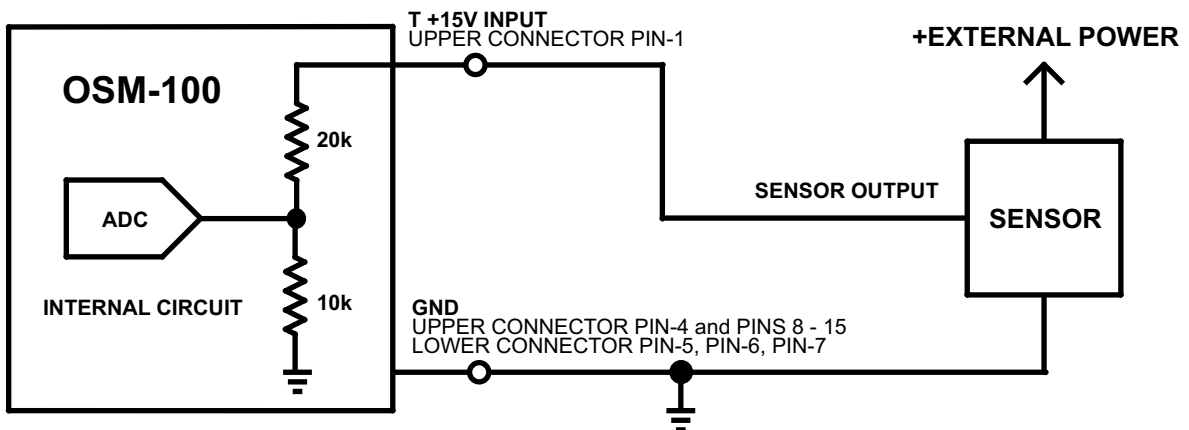 T +15V INPUT
UPPER CONNECTOR PIN-1
+EXTERNAL POWER
OSM-100
20k
SENSOR OUTPUT
ADC
SENSOR
INTERNAL CIRCUIT
10k
GND
UPPER CONNECTOR PIN-4 and PINS 8 - 15
LOWER CONNECTOR PIN-5, PIN-6, PIN-7